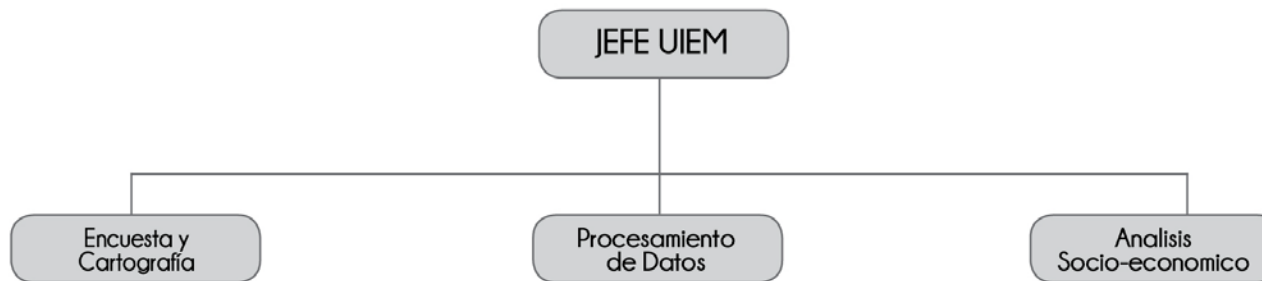 JEFE UIEM
Encuesta y
Cartografía
Procesamiento
de Datos
Analisis
Socio-economico